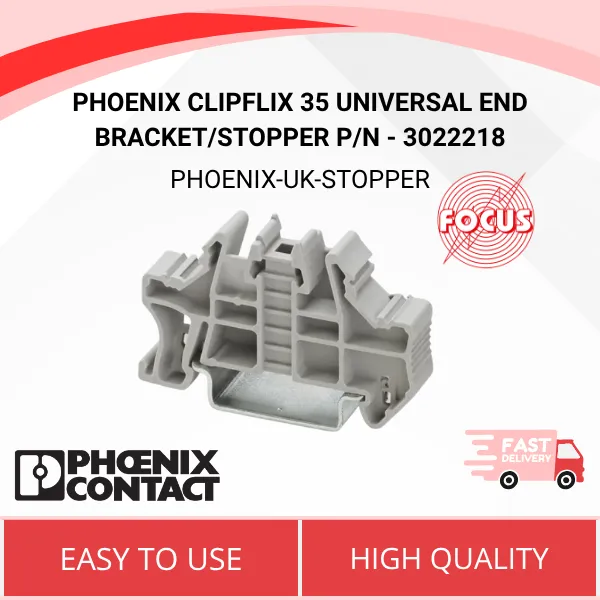 PHOENIX CLIPFLIX 35 UNIVERSAL END
BRACKET/STOPPER P/N - 3022218
PHOENIX-UK-STOPPER
FOCUS
FAST
DELIVERY
PHŒNIX
CONTACT
EASY TO USE
HIGH QUALITY